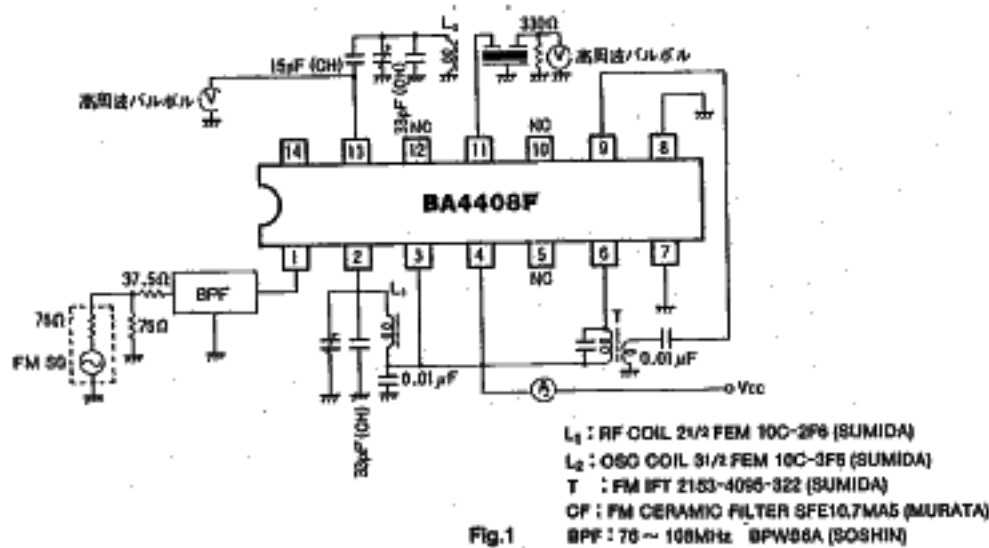 L₂
330Ω
15pF (CH)
33pF (CH)
V
高周波バルボル
V
高周波バルボル
NC
NC
14
13
12
11
10
9
8
BA4408F
1
2
3
4
5
6
7
NC
37.5Ω
BPF
75Ω
75Ω
FM SG
L₁
T
0.01μF
0.01μF
A
Vcc
33pF (CH)
L₁ : RF COIL 2 1/2 FEM 10C-2F6 (SUMIDA)
L₂ : OSC COIL 3 1/2 FEM 10C-3F5 (SUMIDA)
T : FM IFT 2153-4095-322 (SUMIDA)
CF : FM CERAMIC FILTER SFE10.7MA5 (MURATA)
Fig.1
BPF : 76 ~ 108MHz BPW86A (SOSHIN)